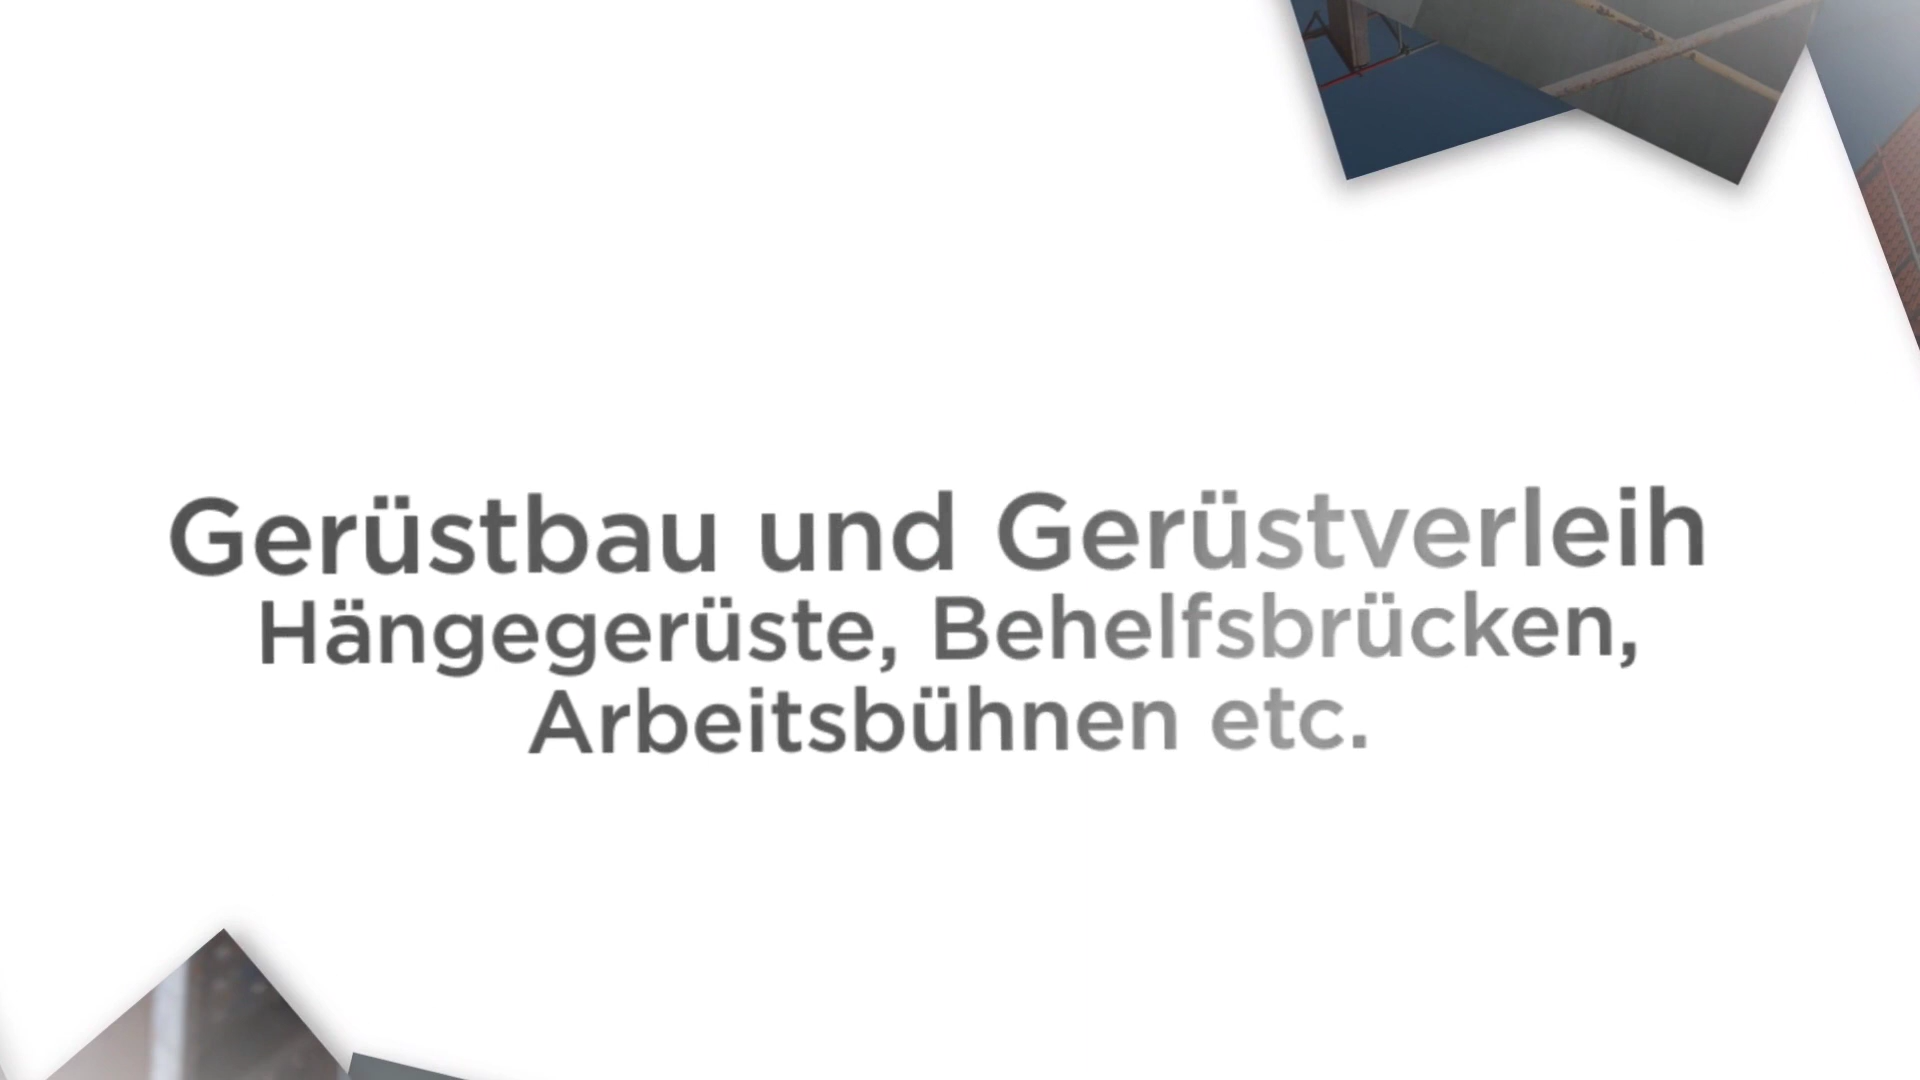 Gerüstbau und Gerüstverleih
Hängegerüste, Behelfsbrücken,
Arbeitsbühnen etc.